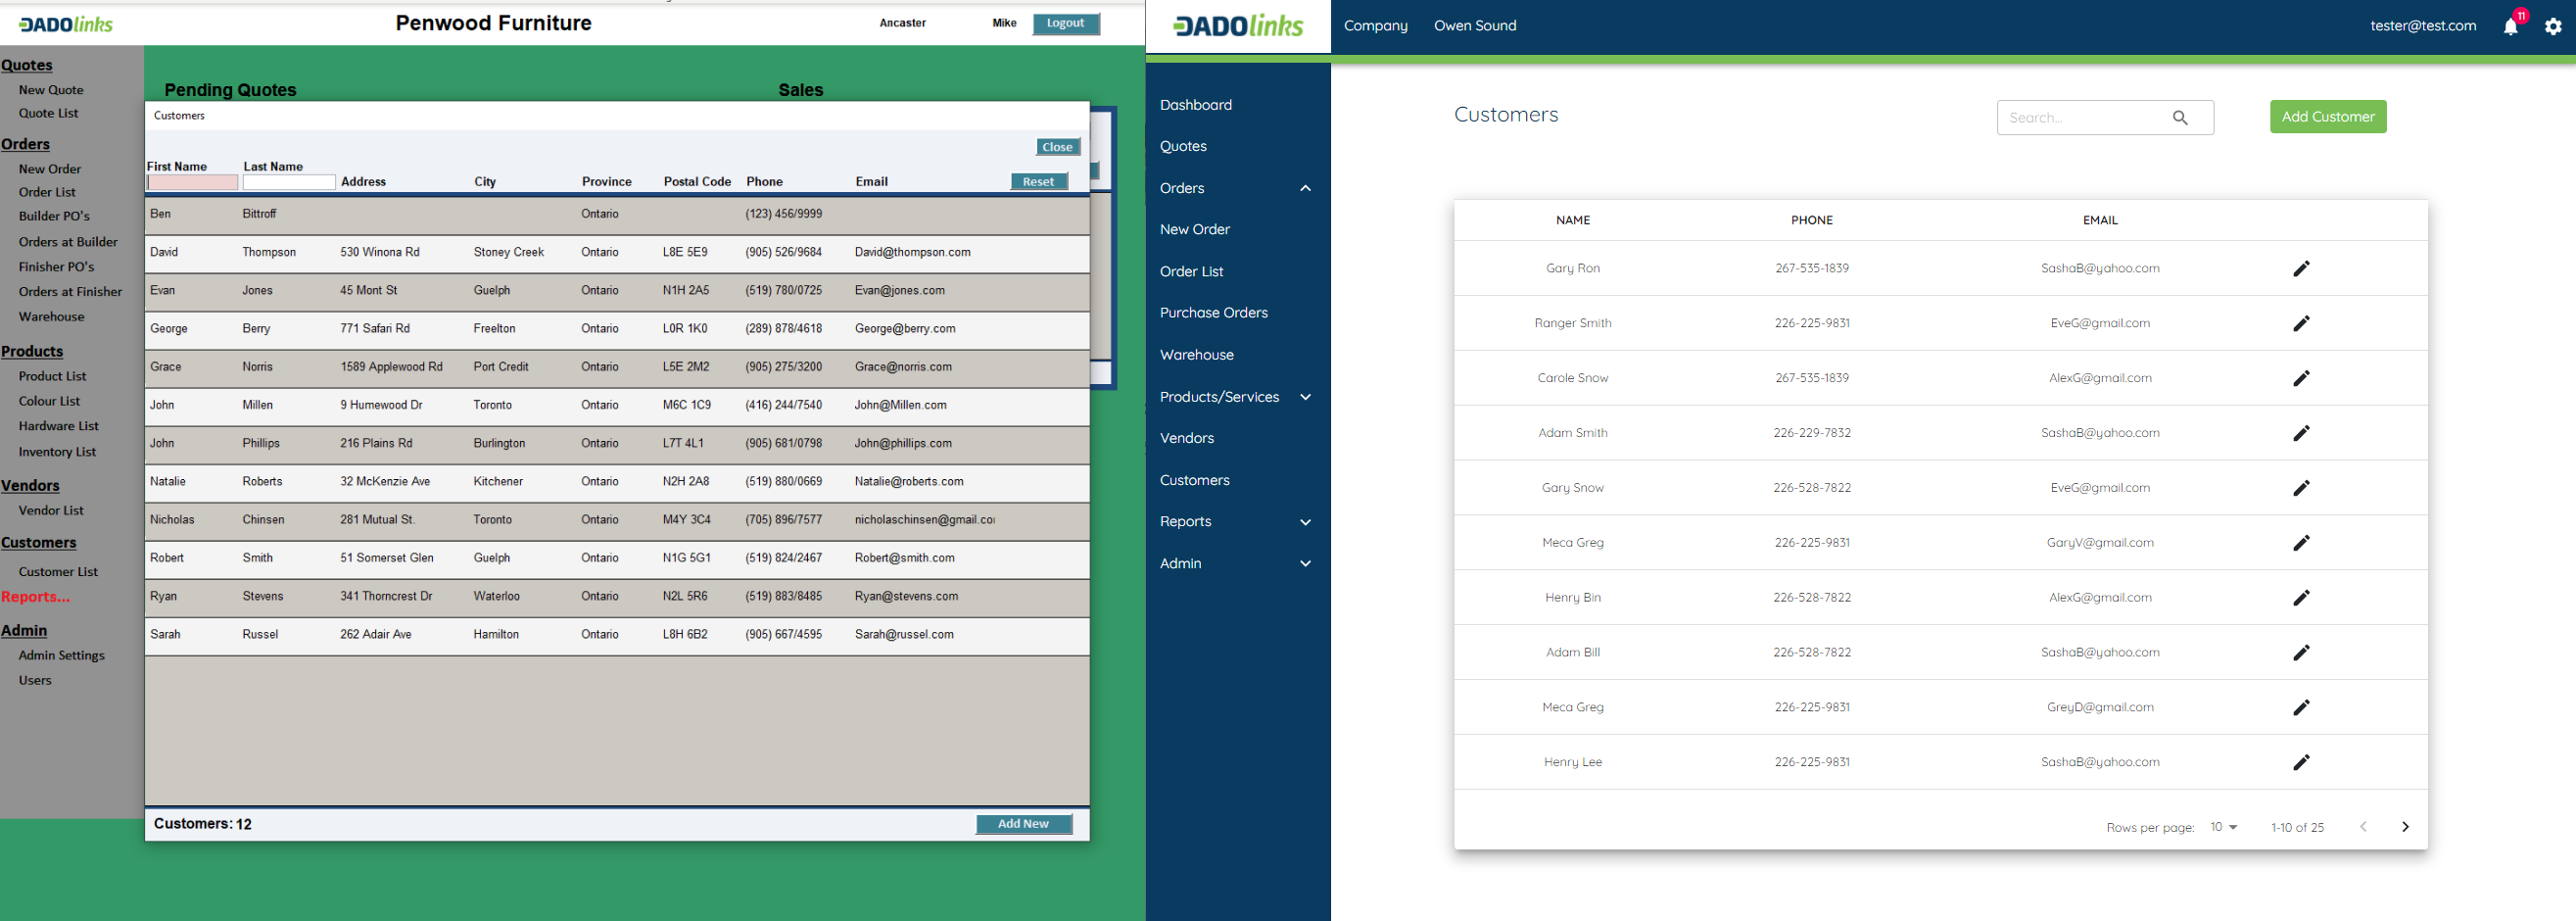 DADOlinks
Penwood Furniture
Ancaster
Mike
Logout
Quotes
New Quote
Quote List
Orders
New Order
Order List
Builder PO's
Orders at Builder
Finisher PO's
Orders at Finisher
Warehouse
Products
Product List
Colour List
Hardware List
Inventory List
Vendors
Vendor List
Customers
Customer List
Reports...
Admin
Admin Settings
Users
Pending Quotes
Sales
Customers
Close
First Name Last Name Address City Province Postal Code Phone Email Reset
Ben Bittroff Ontario (123) 456/9999
David Thompson 530 Winona Rd Stoney Creek Ontario L8E 5E9 (905) 526/9684 David@thompson.com
Evan Jones 45 Mont St Guelph Ontario N1H 2A5 (519) 780/0725 Evan@jones.com
George Berry 771 Safari Rd Freelton Ontario L0R 1K0 (289) 878/4618 George@berry.com
Grace Norris 1589 Applewood Rd Port Credit Ontario L5E 2M2 (905) 275/3200 Grace@norris.com
John Millen 9 Humewood Dr Toronto Ontario M6C 1C9 (416) 244/7540 John@Millen.com
John Phillips 216 Plains Rd Burlington Ontario L7T 4L1 (905) 681/0798 John@phillips.com
Natalie Roberts 32 McKenzie Ave Kitchener Ontario N2H 2A8 (519) 880/0669 Natalie@roberts.com
Nicholas Chinsen 281 Mutual St. Toronto Ontario M4Y 3C4 (705) 896/7577 nicholaschinsen@gmail.co
Robert Smith 51 Somerset Glen Guelph Ontario N1G 5G1 (519) 824/2467 Robert@smith.com
Ryan Stevens 341 Thorncrest Dr Waterloo Ontario N2L 5R6 (519) 883/8485 Ryan@stevens.com
Sarah Russel 262 Adair Ave Hamilton Ontario L8H 6B2 (905) 667/4595 Sarah@russel.com
Customers: 12
Add New
DADOlinks
Company
Owen Sound
tester@test.com
11
Dashboard
Quotes
Orders
New Order
Order List
Purchase Orders
Warehouse
Products/Services
Vendors
Customers
Reports
Admin
Customers
Search...
Add Customer
NAME PHONE EMAIL
Gary Ron 267-535-1839 SashaB@yahoo.com
Ranger Smith 226-225-9831 EveG@gmail.com
Carole Snow 267-535-1839 AlexG@gmail.com
Adam Smith 226-229-7832 SashaB@yahoo.com
Gary Snow 226-528-7822 EveG@gmail.com
Meca Greg 226-225-9831 GaryV@gmail.com
Henry Bin 226-528-7822 AlexG@gmail.com
Adam Bill 226-528-7822 SashaB@yahoo.com
Meca Greg 226-225-9831 GreyD@gmail.com
Henry Lee 226-225-9831 SashaB@yahoo.com
Rows per page: 10 1-10 of 25